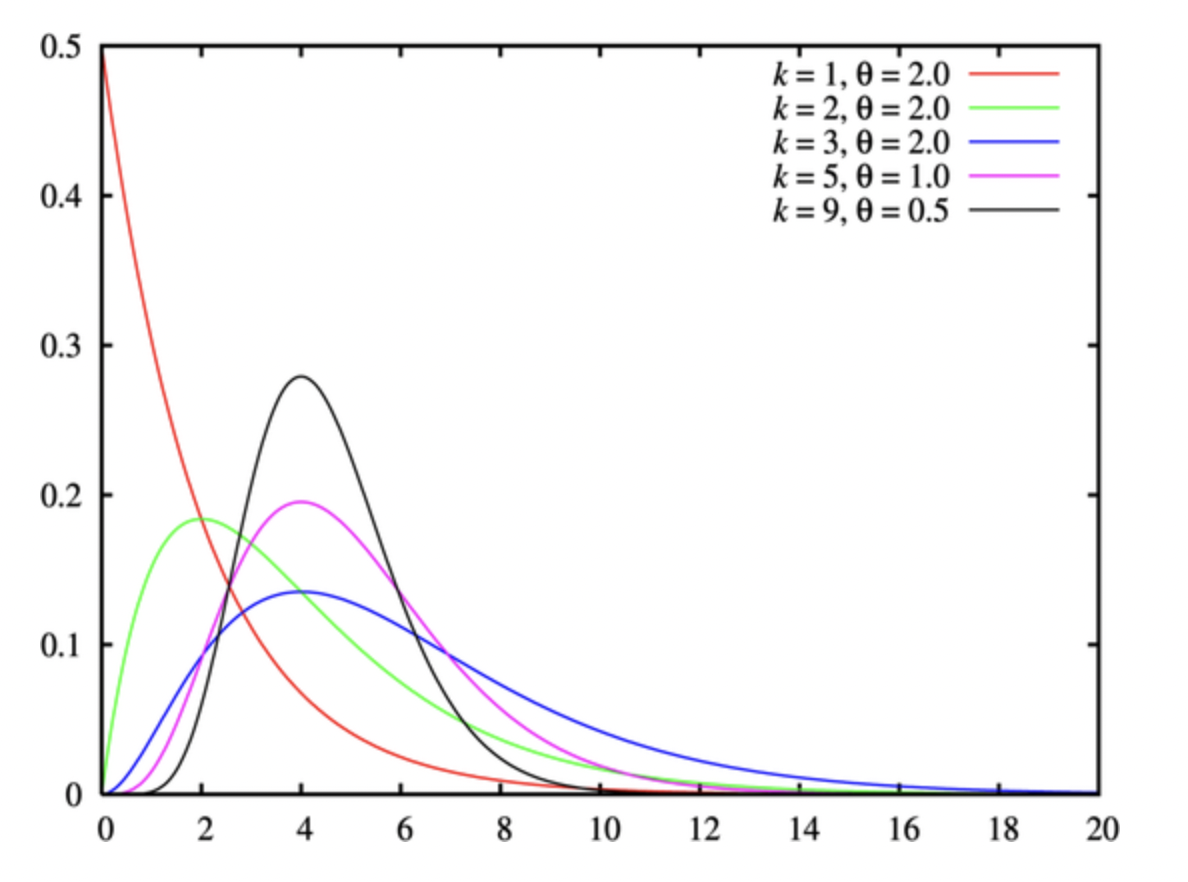 0.5
k = 1, θ = 2.0
k = 2, θ = 2.0
k = 3, θ = 2.0
k = 5, θ = 1.0
k = 9, θ = 0.5
0.4
0.3
0.2
0.1
0
0 2 4 6 8 10 12 14 16 18 20